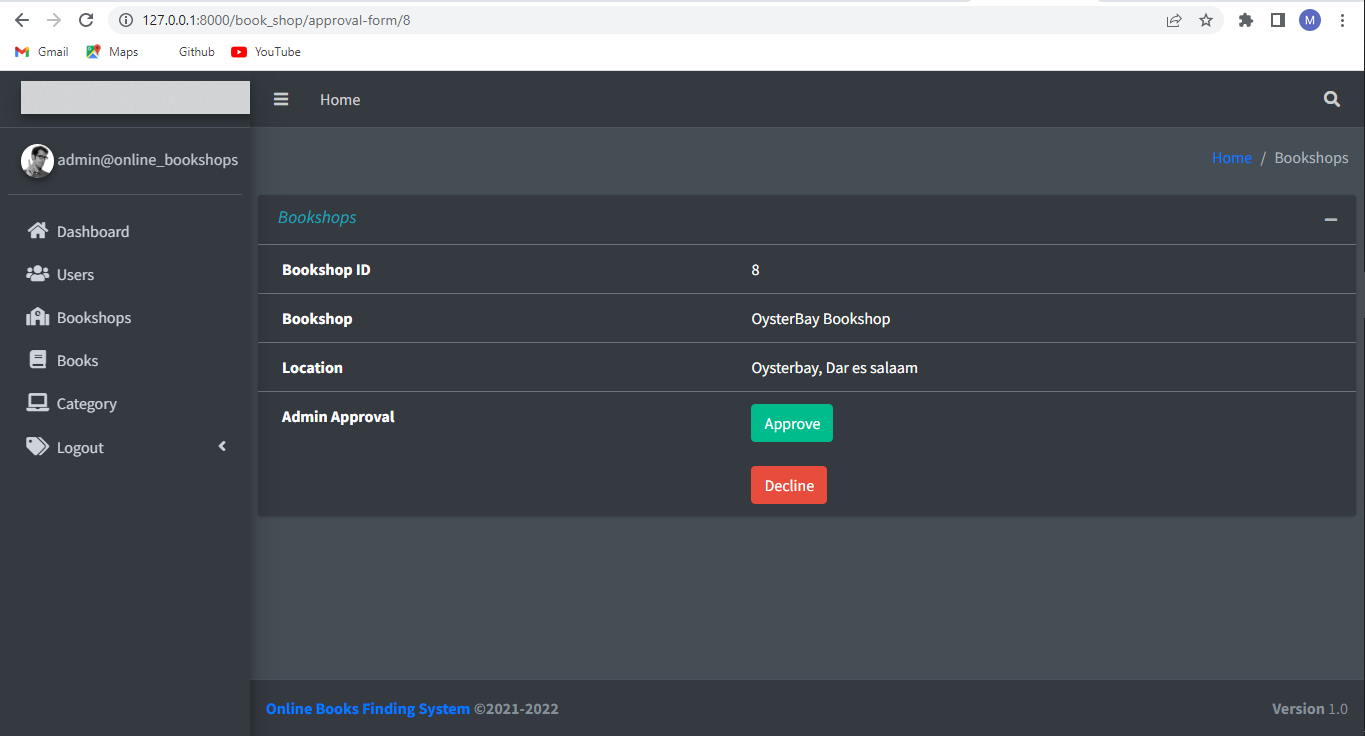 127.0.0.1:8000/book_shop/approval-form/8
M
Gmail Maps Github YouTube
Home
admin@online_bookshops
Home / Bookshops
Dashboard
Users
Bookshops
Books
Category
Logout
Bookshops
Bookshop ID 8
Bookshop OysterBay Bookshop
Location Oysterbay, Dar es salaam
Admin Approval Approve
Decline
Online Books Finding System ©2021-2022 Version 1.0